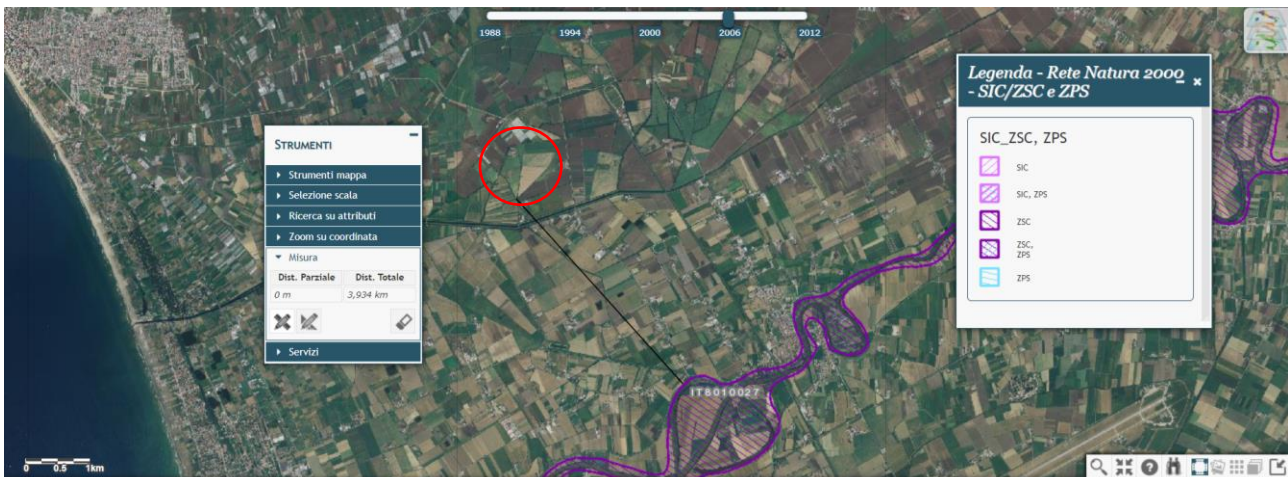 1988 1994 2000 2006 2012
STRUMENTI
Strumenti mappa
Selezione scala
Ricerca su attributi
Zoom su coordinata
Misura
Dist. Parziale Dist. Totale
0 m 3,934 km
Servizi
Legenda - Rete Natura 2000
- SIC/ZSC e ZPS
SIC_ZSC, ZPS
SIC
SIC, ZPS
ZSC
ZSC,
ZPS
ZPS
IT8010027
0 0.5 1km